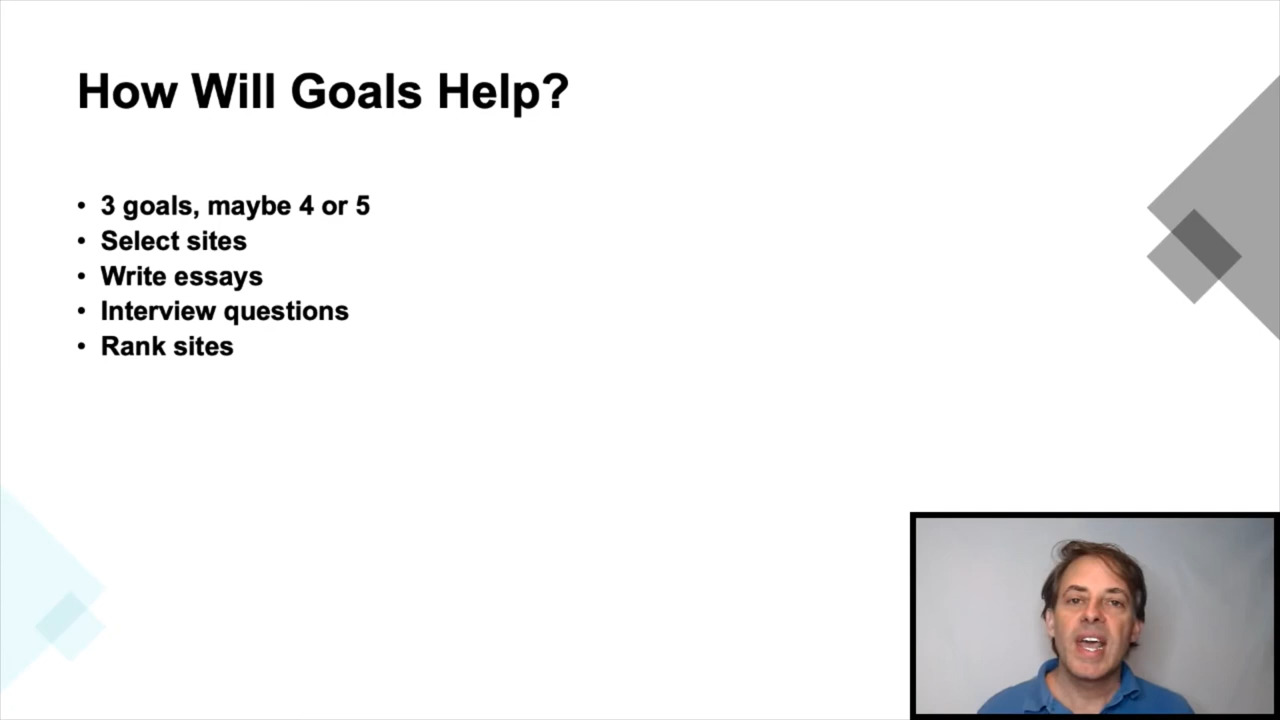 How Will Goals Help?
• 3 goals, maybe 4 or 5
• Select sites
• Write essays
• Interview questions
• Rank sites